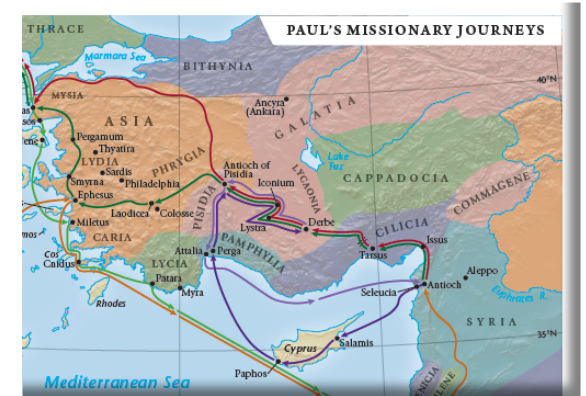 PAUL'S MISSIONARY JOURNEYS
THRACE
Marmara Sea
BITHYNIA
40°N
MYSIA
Ancyra
(Ankara)
GALATIA
ASIA
Pergamum
Thyatira
LYDIA
Sardis
PHRYGIA
Smyrna
Philadelphia
Ephesus
Antioch of
Pisidia
Iconium
LYCAONIA
Lake
Tuz
CAPPADOCIA
COMMAGENE
Laodicea
Colosse
PISIDIA
Lystra
Derbe
CILICIA
Miletus
CARIA
Attalia
Perga
PAMPHYLIA
Tarsus
Issus
Cos
Cnidus
LYCIA
Patara
Myra
Aleppo
Seleucia
Antioch
Euphrates R.
Rhodes
SYRIA
35°N
Cyprus
Salamis
Paphos
Mediterranean Sea